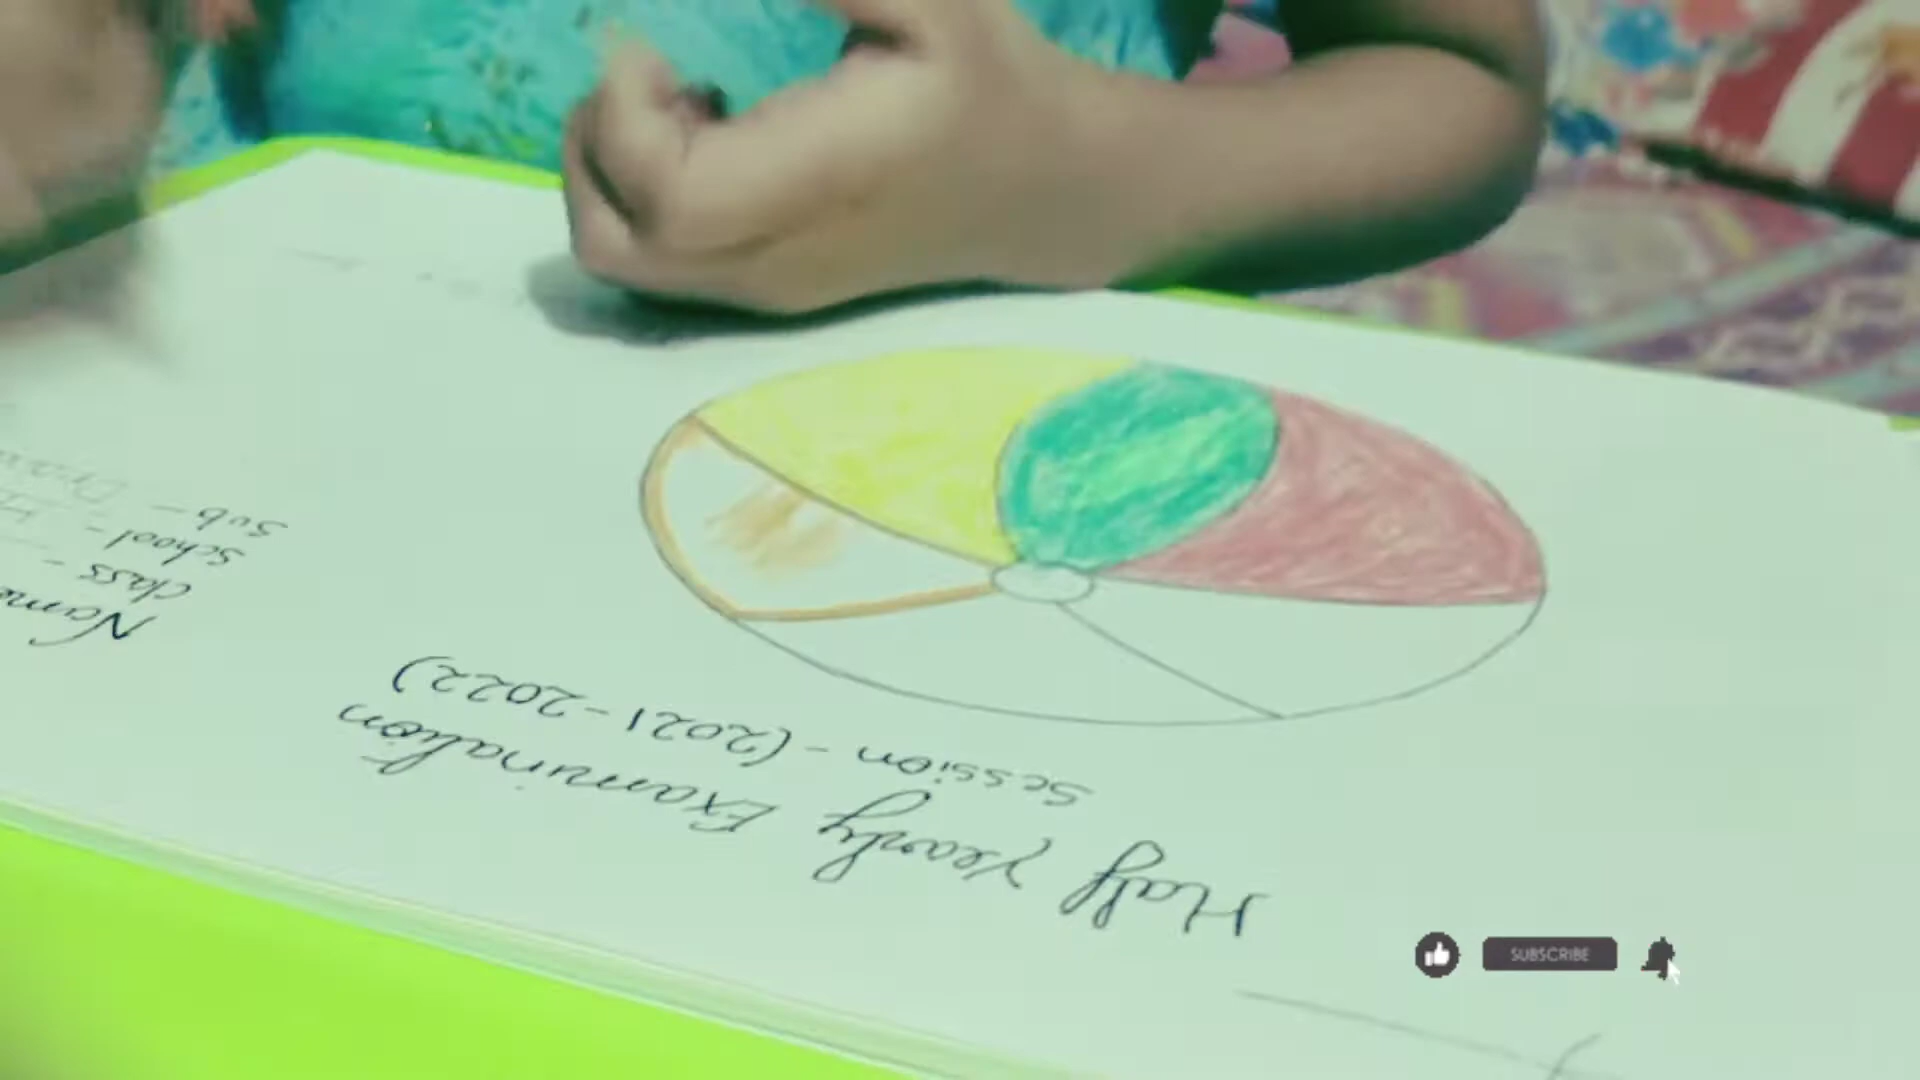 Half Yearly Examination
Session - (2021-2022)
Name
class -
School -
Sub -
SUBSCRIBE